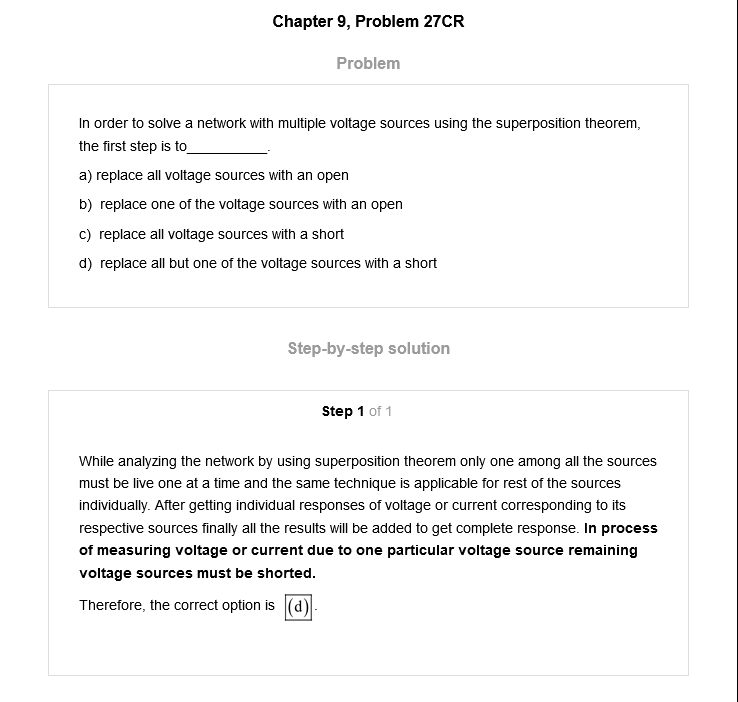 Chapter 9, Problem 27CR
Problem
In order to solve a network with multiple voltage sources using the superposition theorem,
the first step is to__________.
a) replace all voltage sources with an open
b) replace one of the voltage sources with an open
c) replace all voltage sources with a short
d) replace all but one of the voltage sources with a short
Step-by-step solution
Step 1 of 1
While analyzing the network by using superposition theorem only one among all the sources
must be live one at a time and the same technique is applicable for rest of the sources
individually. After getting individual responses of voltage or current corresponding to its
respective sources finally all the results will be added to get complete response. In process
of measuring voltage or current due to one particular voltage source remaining
voltage sources must be shorted.
Therefore, the correct option is (d).